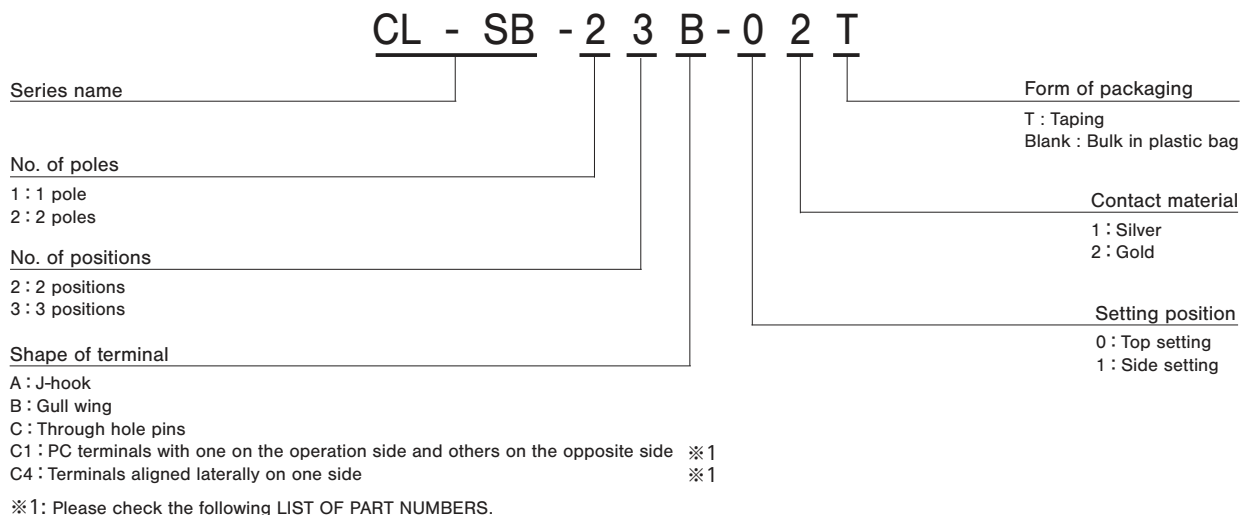 CL - SB - 2 3 B - 0 2 T
Series name
No. of poles
1 : 1 pole
2 : 2 poles
No. of positions
2 : 2 positions
3 : 3 positions
Shape of terminal
A : J-hook
B : Gull wing
C : Through hole pins
C1 : PC terminals with one on the operation side and others on the opposite side ※1
C4 : Terminals aligned laterally on one side ※1
※1: Please check the following LIST OF PART NUMBERS.
Form of packaging
T : Taping
Blank : Bulk in plastic bag
Contact material
1 : Silver
2 : Gold
Setting position
0 : Top setting
1 : Side setting